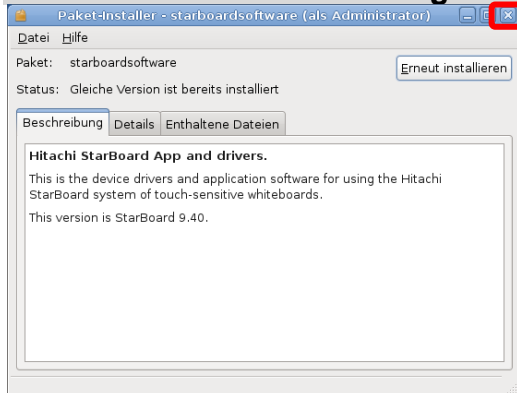 Paket-Installer - starboardsoftware (als Administrator)
Datei Hilfe
Paket: starboardsoftware
Erneut installieren
Status: Gleiche Version ist bereits installiert
Beschreibung Details Enthaltene Dateien
Hitachi StarBoard App and drivers.
This is the device drivers and application software for using the Hitachi
StarBoard system of touch-sensitive whiteboards.
This version is StarBoard 9.40.